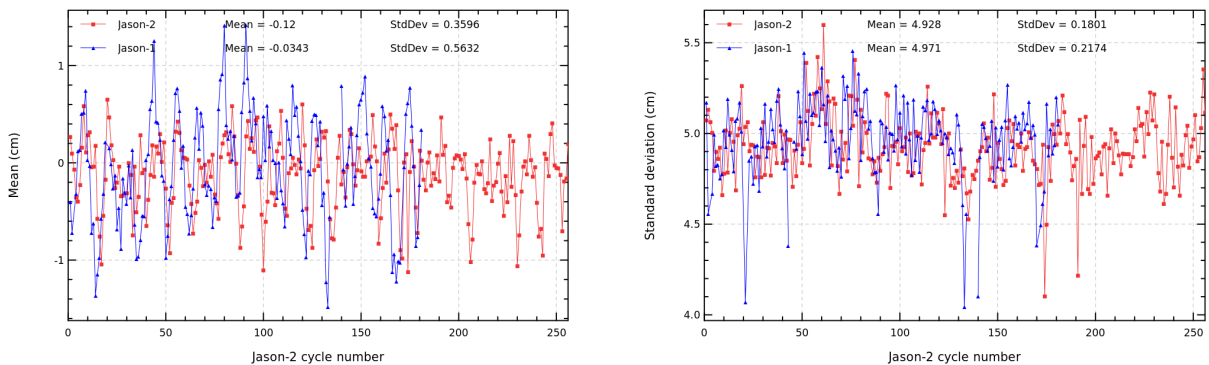 Jason-2 Mean = -0.12 StdDev = 0.3596
Jason-1 Mean = -0.0343 StdDev = 0.5632
1
0
-1
Mean (cm)
0 50 100 150 200 250
Jason-2 cycle number
Jason-2 Mean = 4.928 StdDev = 0.1801
Jason-1 Mean = 4.971 StdDev = 0.2174
5.5
5.0
4.5
4.0
Standard deviation (cm)
0 50 100 150 200 250
Jason-2 cycle number